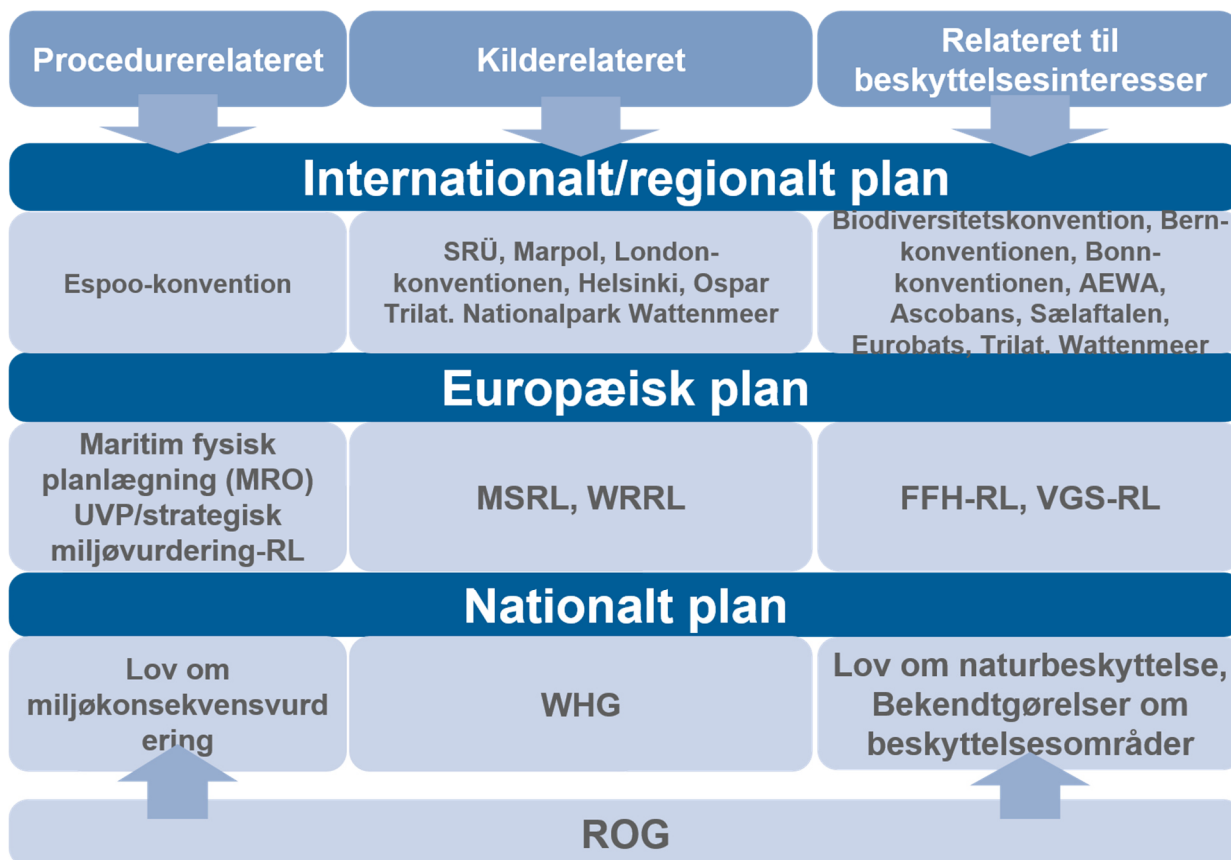 Procedurerelateret
Kilderelateret
Relateret til
beskyttelsesinteresser
Internationalt/regionalt plan
Espoo-konvention
SRÜ, Marpol, London-
konventionen, Helsinki, Ospar
Trilat. Nationalpark Wattenmeer
Biodiversitetskonvention, Bern-
konventionen, Bonn-
konventionen, AEWA,
Ascobans, Sælaftalen,
Eurobats, Trilat. Wattenmeer
Europæisk plan
Maritim fysisk
planlægning (MRO)
UVP/strategisk
miljøvurdering-RL
MSRL, WRRL
FFH-RL, VGS-RL
Nationalt plan
Lov om
miljøkonsekvensvurd
ering
WHG
Lov om naturbeskyttelse,
Bekendtgørelser om
beskyttelsesområder
ROG